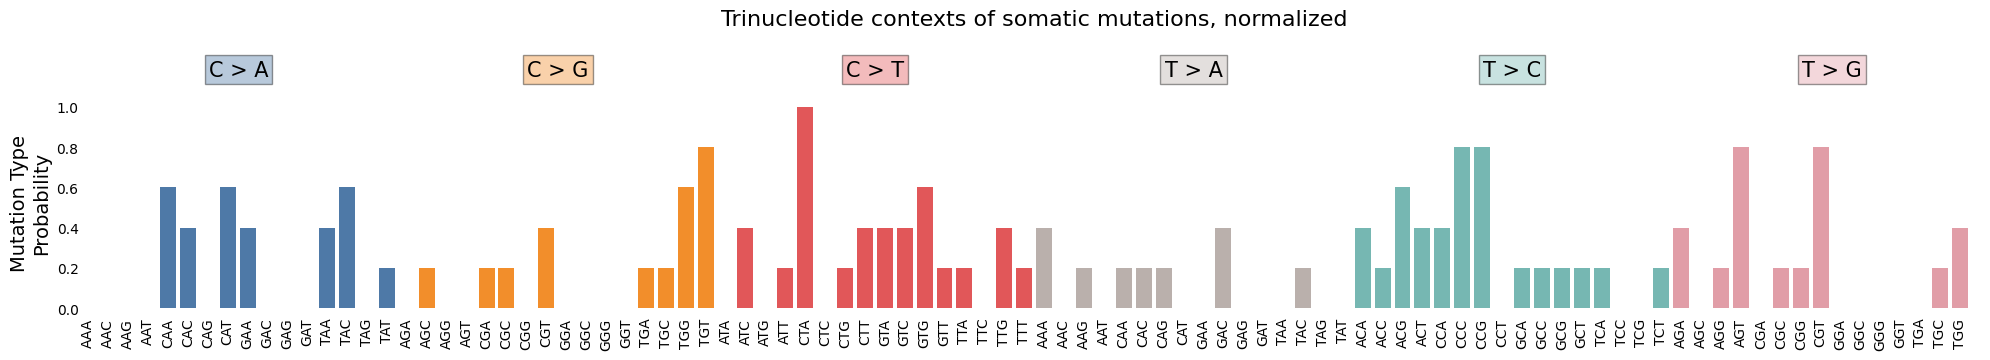 Trinucleotide contexts of somatic mutations, normalized
C > A C > G C > T T > A T > C T > G
Mutation Type
Probability
1.0
0.8
0.6
0.4
0.2
0.0
AAA AAC AAG AAT CAA CAC CAG CAT GAA GAC GAG GAT TAA TAC TAG TAT AGA AGC AGG AGT CGA CGC CGG CGT GGA GGC GGG GGT TGA TGC TGG TGT ATA ATC ATG ATT CTA CTC CTG CTT GTA GTC GTG GTT TTA TTC TTG TTT AAA AAC AAG AAT CAA CAC CAG CAT GAA GAC GAG GAT TAA TAC TAG TAT ACA ACC ACG ACT CCA CCC CCG CCT GCA GCC GCG GCT TCA TCC TCG TCT AGA AGC AGG AGT CGA CGC CGG CGT GGA GGC GGG GGT TGA TGC TGG